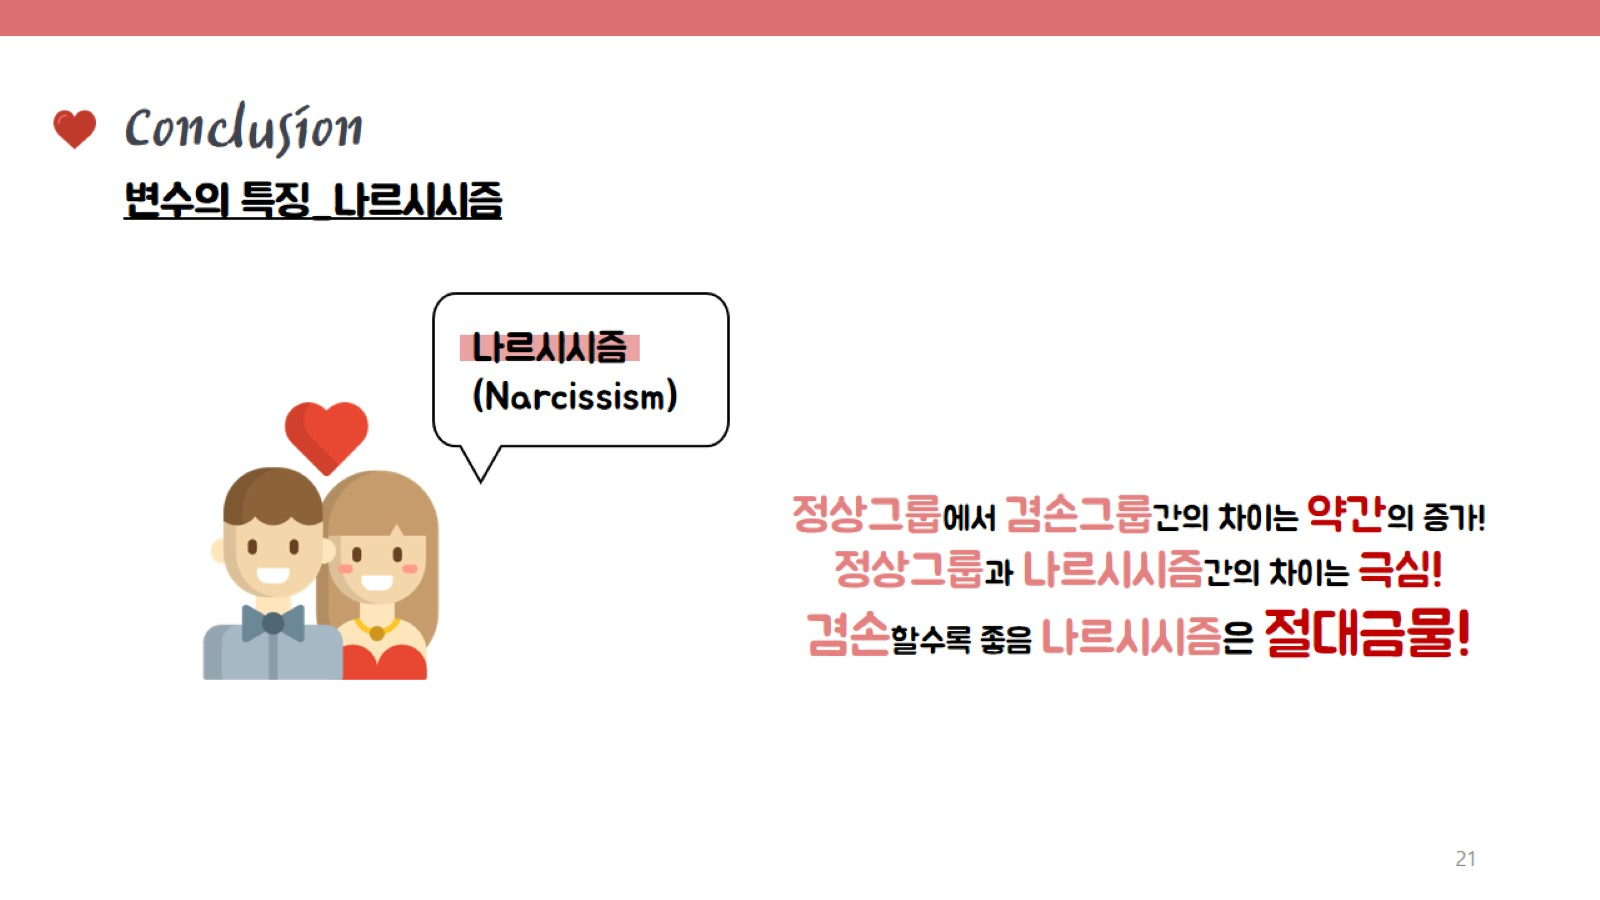 Conclusion
변수의 특징_나르시시즘
나르시시즘
(Narcissism)
정상그룹에서 겸손그룹간의 차이는 약간의 증가!
정상그룹과 나르시시즘간의 차이는 극심!
겸손할수록 좋음 나르시시즘은 절대금물!
21